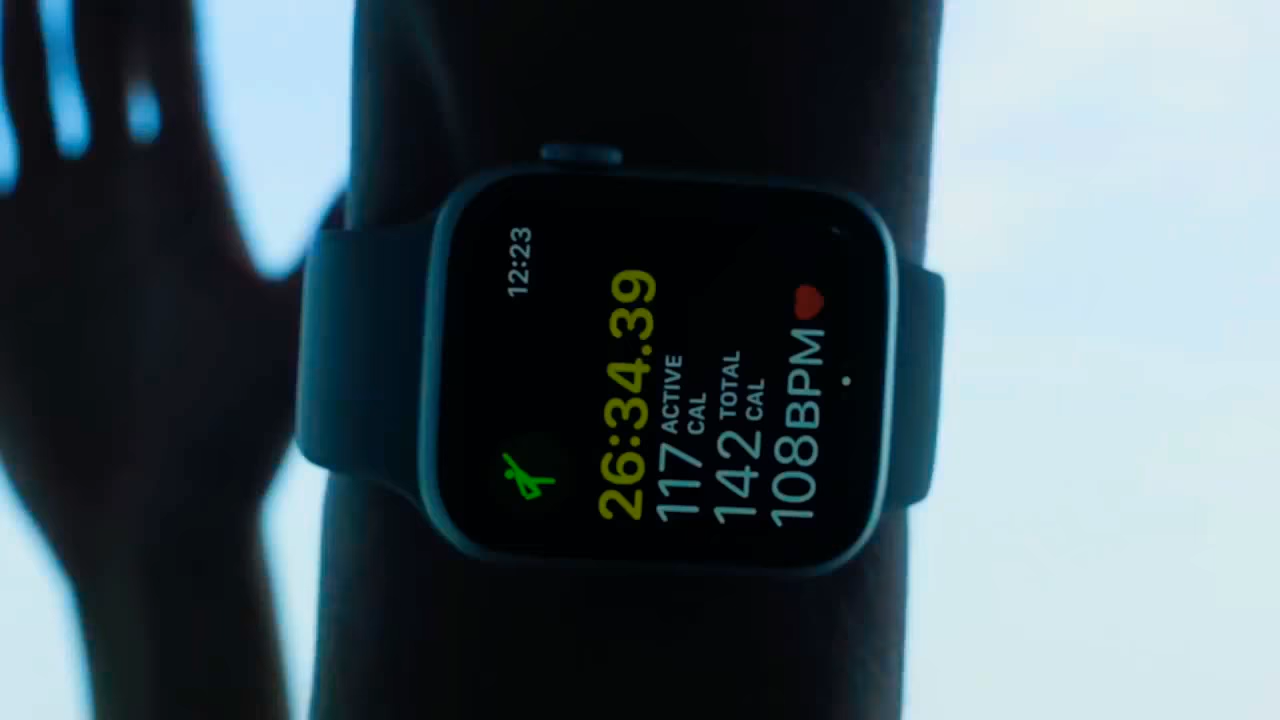 12:23
26:34.39
117 ACTIVE CAL
142 TOTAL CAL
108BPM